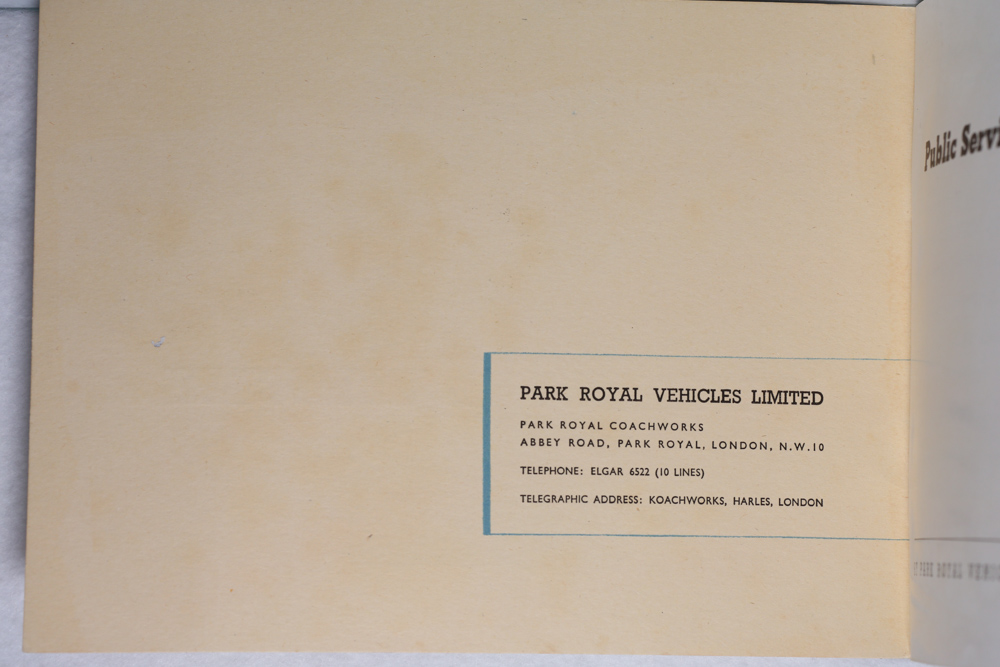 PARK ROYAL VEHICLES LIMITED
PARK ROYAL COACHWORKS
ABBEY ROAD, PARK ROYAL, LONDON, N.W.10
TELEPHONE: ELGAR 6522 (10 LINES)
TELEGRAPHIC ADDRESS: KOACHWORKS, HARLES, LONDON
Public